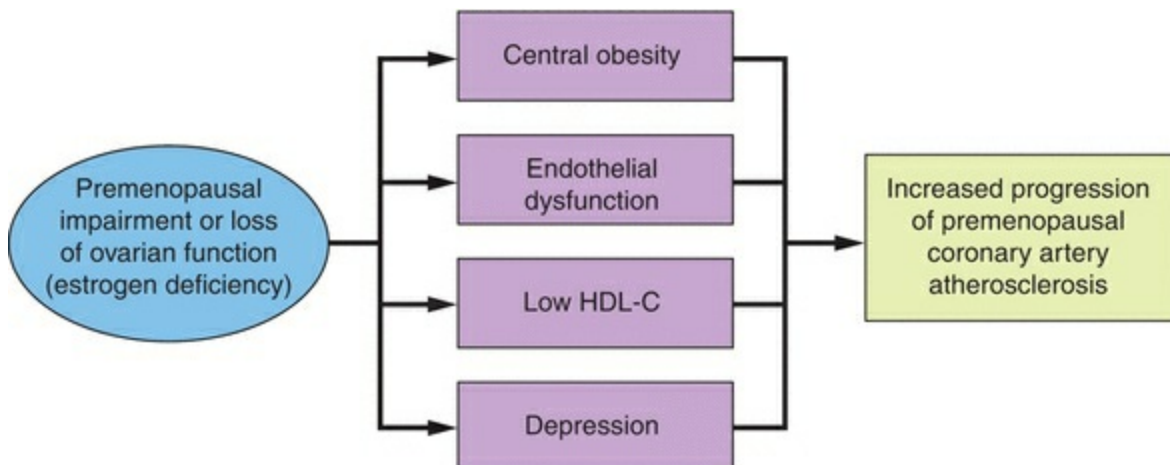 Premenopausal
impairment or loss
of ovarian function
(estrogen deficiency)
Central obesity
Endothelial
dysfunction
Low HDL-C
Depression
Increased progression
of premenopausal
coronary artery
atherosclerosis